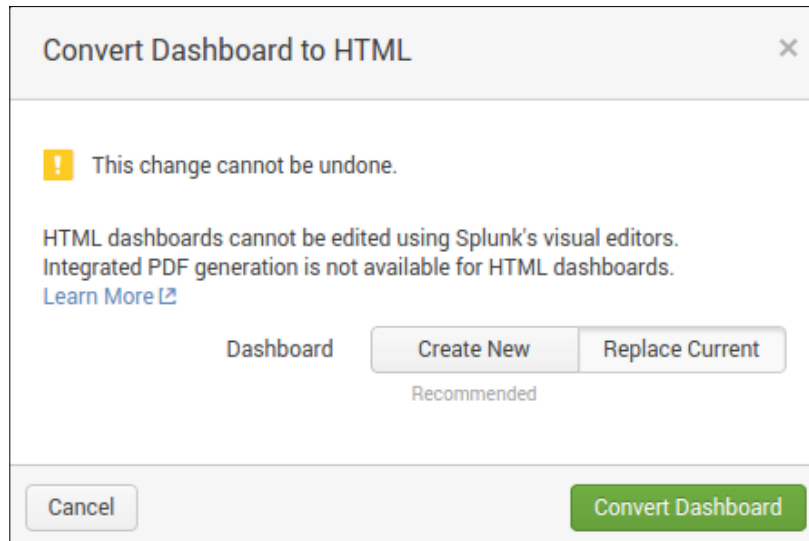 Convert Dashboard to HTML
This change cannot be undone.
HTML dashboards cannot be edited using Splunk's visual editors.
Integrated PDF generation is not available for HTML dashboards.
Learn More
Dashboard Create New Replace Current
Recommended
Cancel Convert Dashboard